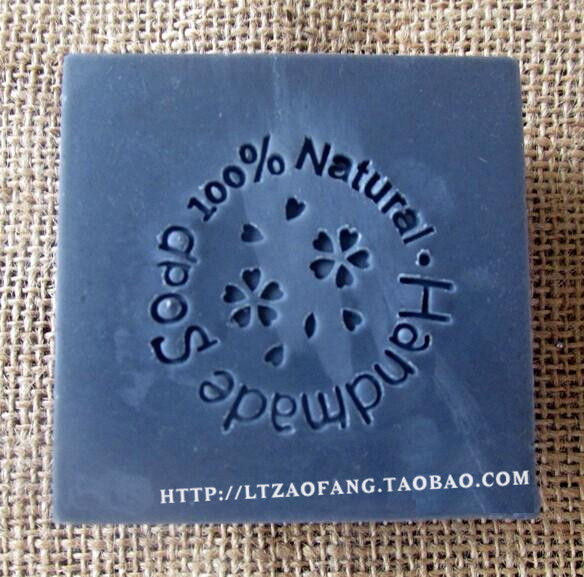 100% Natural · Handmade Soap
HTTP://LTZAOFANG.TAOBAO.COM